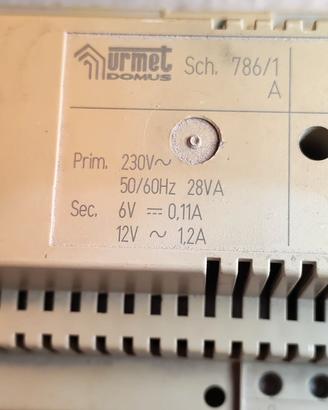 urmet
DOMUS
Sch. 786/1
A
Prim. 230V~
50/60Hz 28VA
Sec. 6V ⎓ 0,11A
12V ~ 1,2A